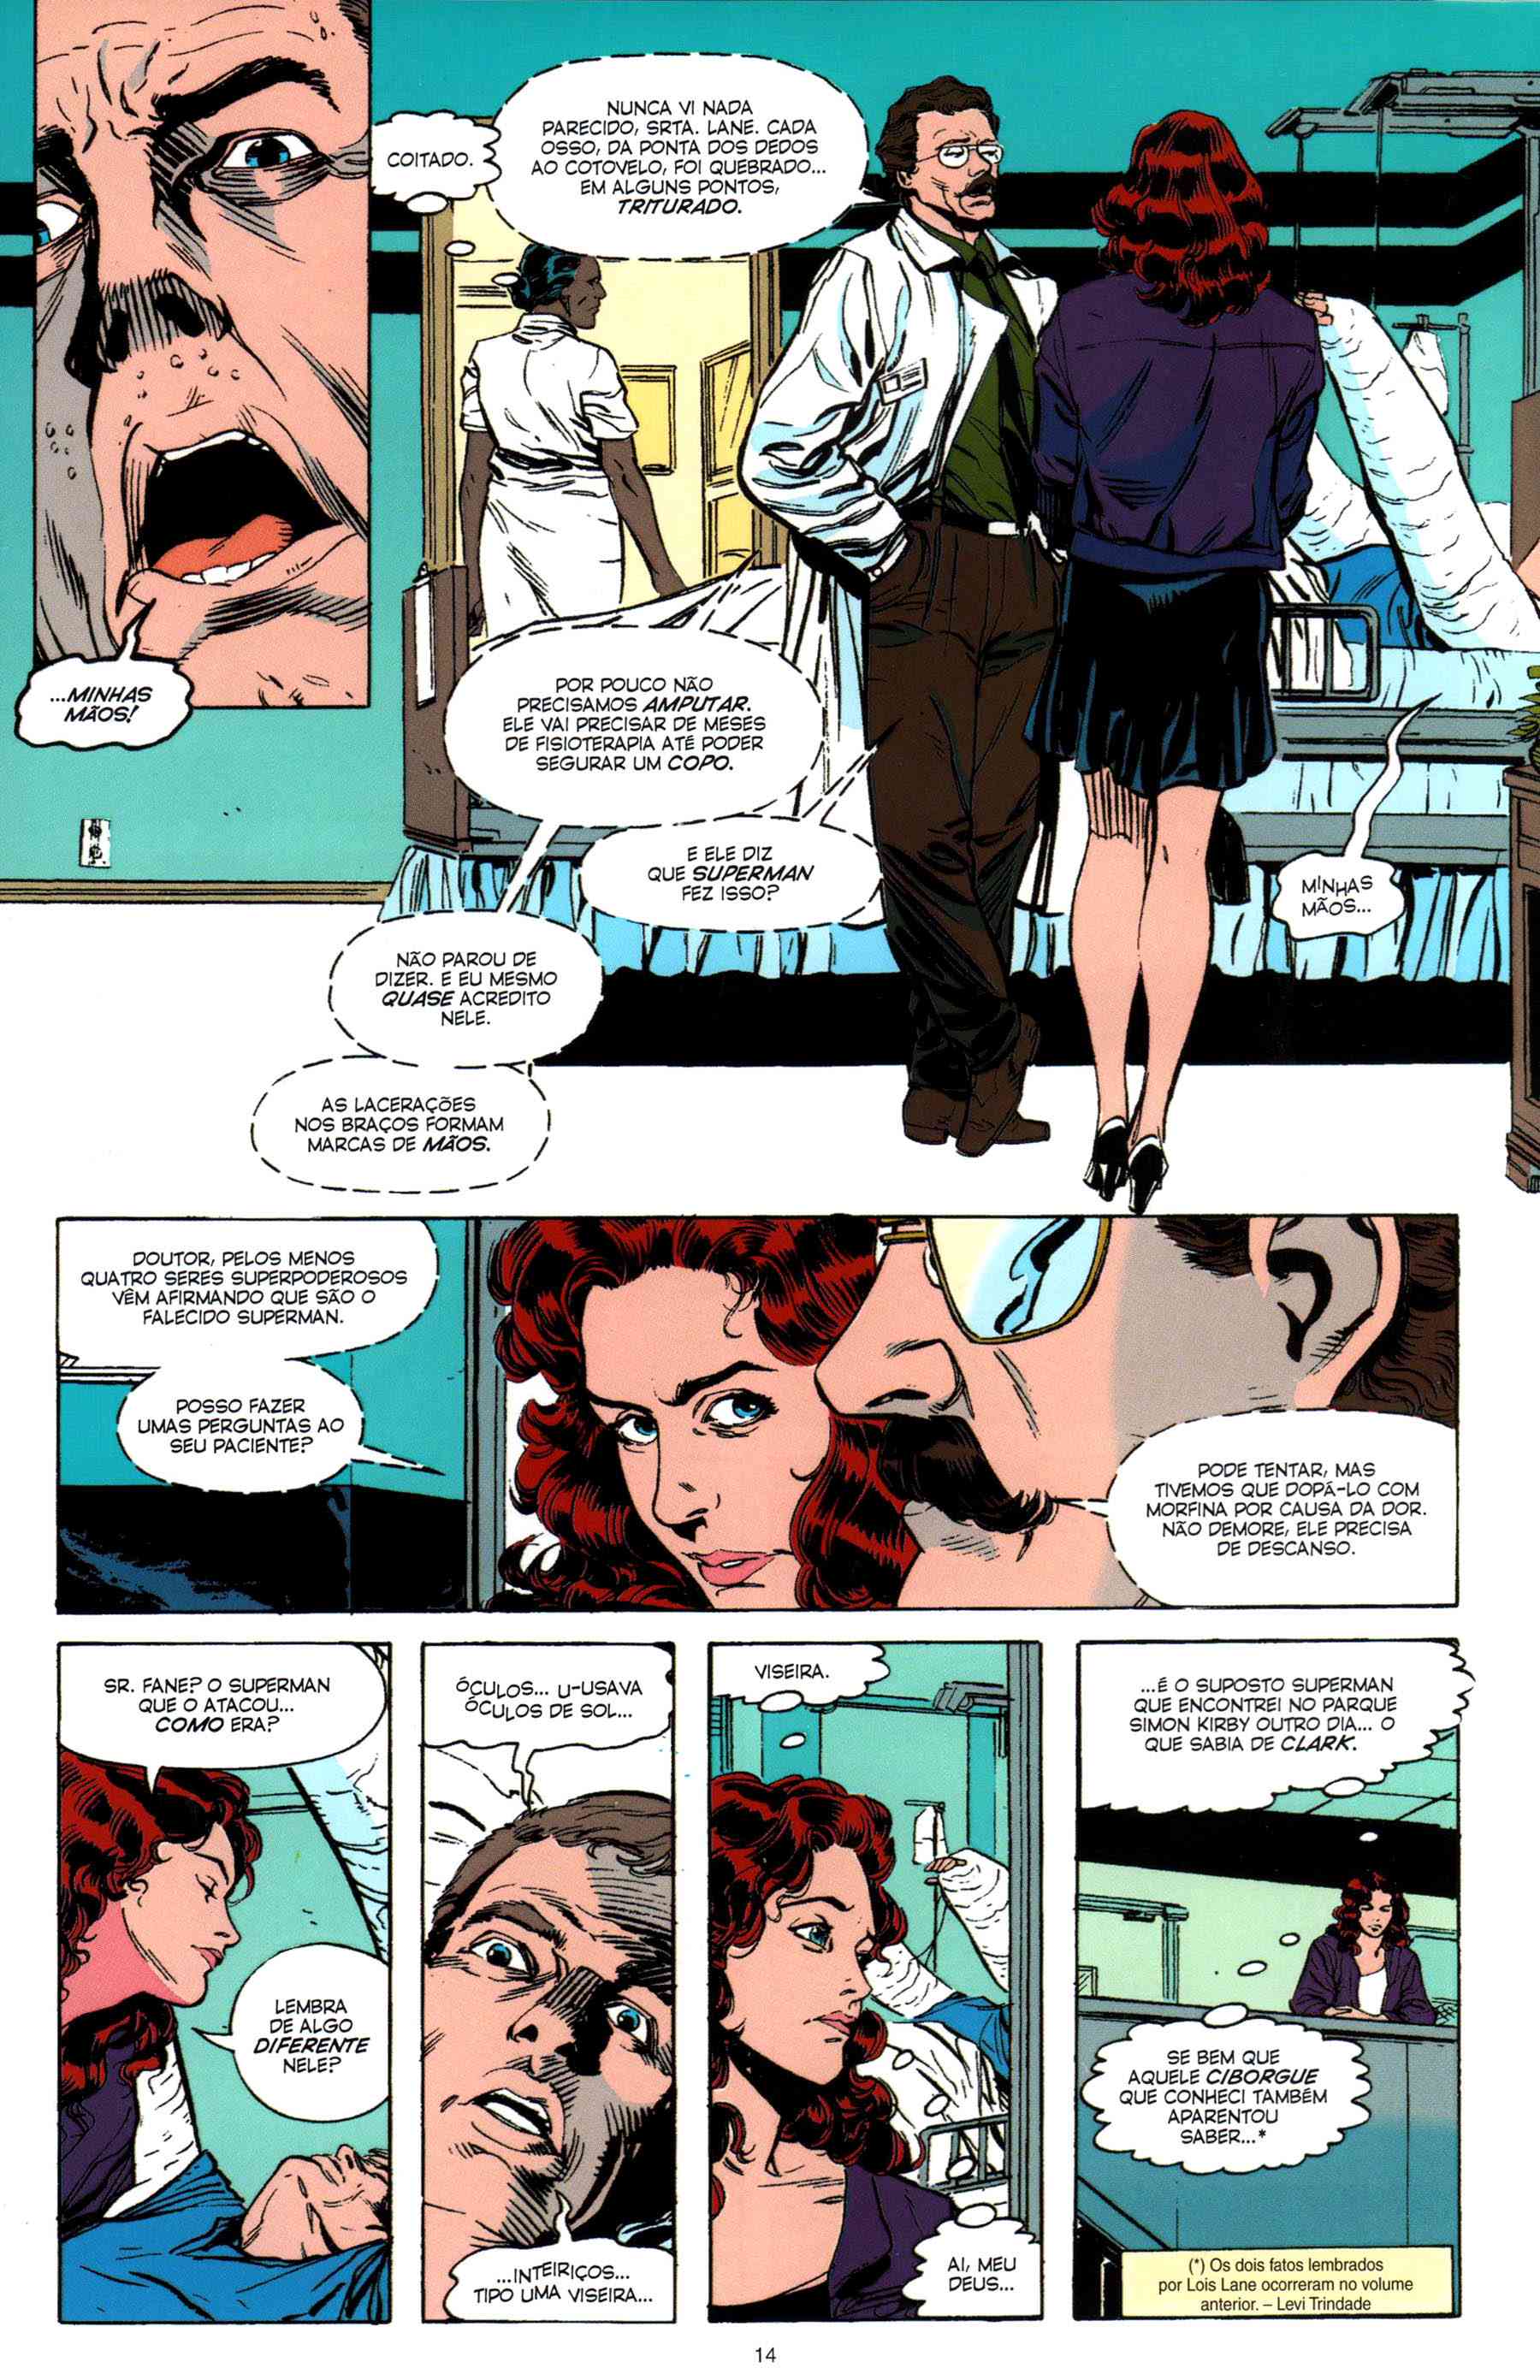 ...MINHAS
MÃOS!
COITADO.
NUNCA VI NADA
PARECIDO, SRTA. LANE. CADA
OSSO, DA PONTA DOS DEDOS
AO COTOVELO, FOI QUEBRADO...
EM ALGUNS PONTOS,
TRITURADO.
POR POUCO NÃO
PRECISAMOS AMPUTAR.
ELE VAI PRECISAR DE MESES
DE FISIOTERAPIA ATÉ PODER
SEGURAR UM COPO.
E ELE DIZ
QUE SUPERMAN
FEZ ISSO?
MINHAS
MÃOS...
NÃO PAROU DE
DIZER. E EU MESMO
QUASE ACREDITO
NELE.
AS LACERAÇÕES
NOS BRAÇOS FORMAM
MARCAS DE MÃOS.
DOUTOR, PELOS MENOS
QUATRO SERES SUPERPODEROSOS
VÊM AFIRMANDO QUE SÃO O
FALECIDO SUPERMAN.
POSSO FAZER
UMAS PERGUNTAS AO
SEU PACIENTE?
PODE TENTAR, MAS
TIVEMOS QUE DOPÁ-LO COM
MORFINA POR CAUSA DA DOR.
NÃO DEMORE, ELE PRECISA
DE DESCANSO.
SR. FANE? O SUPERMAN
QUE O ATACOU...
COMO ERA?
LEMBRA
DE ALGO
DIFERENTE
NELE?
ÓCULOS... U-USAVA
ÓCULOS DE SOL...
...INTEIRIÇOS...
TIPO UMA VISEIRA...
VISEIRA.
AI, MEU
DEUS...
...É O SUPOSTO SUPERMAN
QUE ENCONTREI NO PARQUE
SIMON KIRBY OUTRO DIA... O
QUE SABIA DE CLARK.
SE BEM QUE
AQUELE CIBORGUE
QUE CONHECI TAMBÉM
APARENTOU
SABER...*
(*) Os dois fatos lembrados
por Lois Lane ocorreram no volume
anterior. – Levi Trindade
14